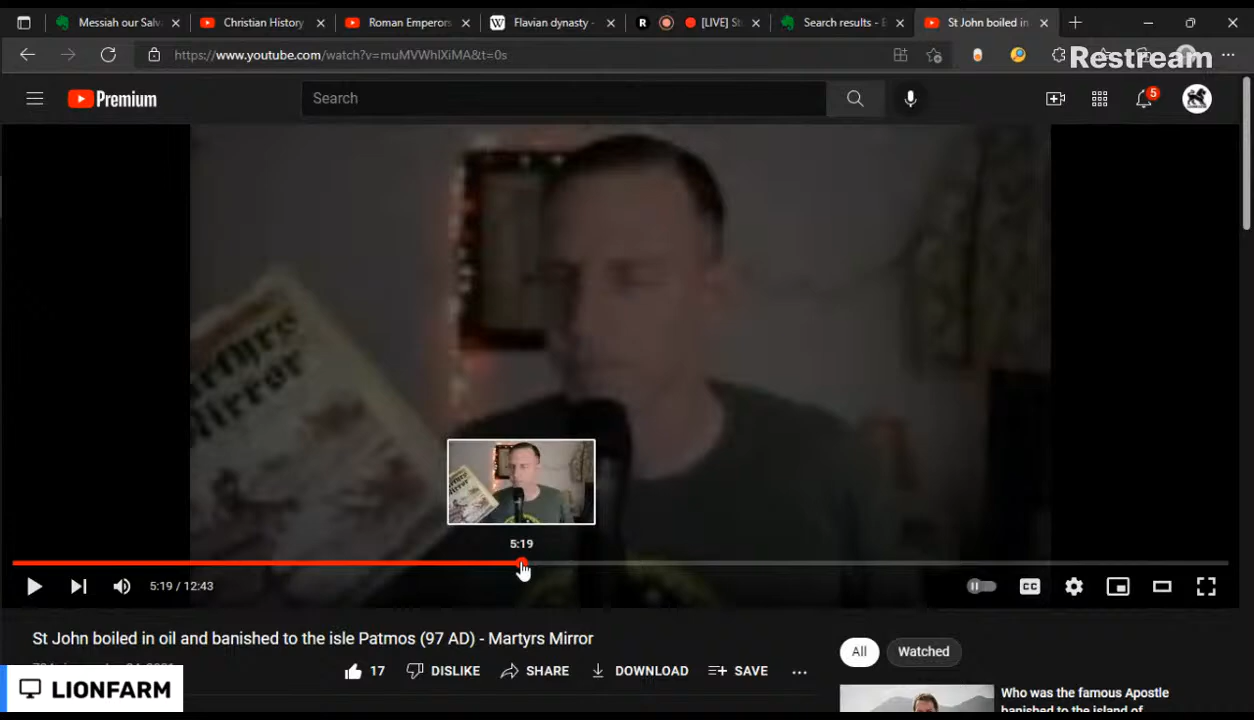 Messiah our Salv
Christian History
Roman Emperors
Flavian dynasty -
[LIVE] St
Search results -
St John boiled in
https://www.youtube.com/watch?v=muMVWhlXiMA&t=0s
Restream
Premium
Search
5
Mirror
5:19
5:19 / 12:43
CC
St John boiled in oil and banished to the isle Patmos (97 AD) - Martyrs Mirror
17
DISLIKE
SHARE
DOWNLOAD
SAVE
All
Watched
LIONFARM
Who was the famous Apostle
banished to the island of